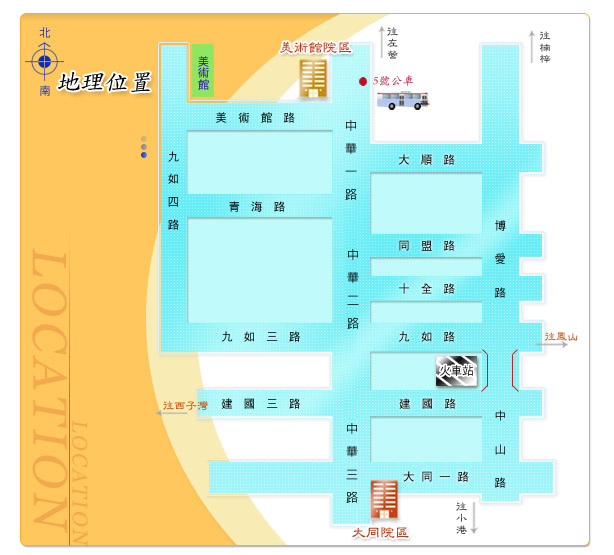 北
南
地理位置
美術館
美術館院區
往左營
往楠梓
5號公車
美術館路
中華一路
大順路
九如四路
青海路
博愛路
同盟路
中華二路
十全路
九如三路
九如路
往鳳山
火車站
往西子灣
建國三路
建國路
中山路
中華三路
大同一路
往小港
大同院區
LOCATION
LOCATION